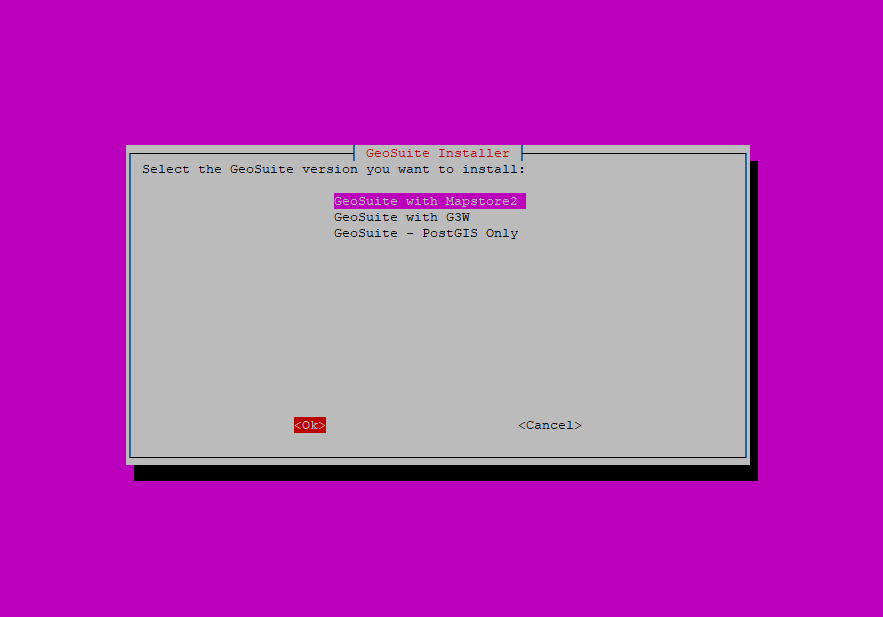 GeoSuite Installer
Select the GeoSuite version you want to install:
GeoSuite with Mapstore2
GeoSuite with G3W
GeoSuite - PostGIS Only
<Ok> <Cancel>